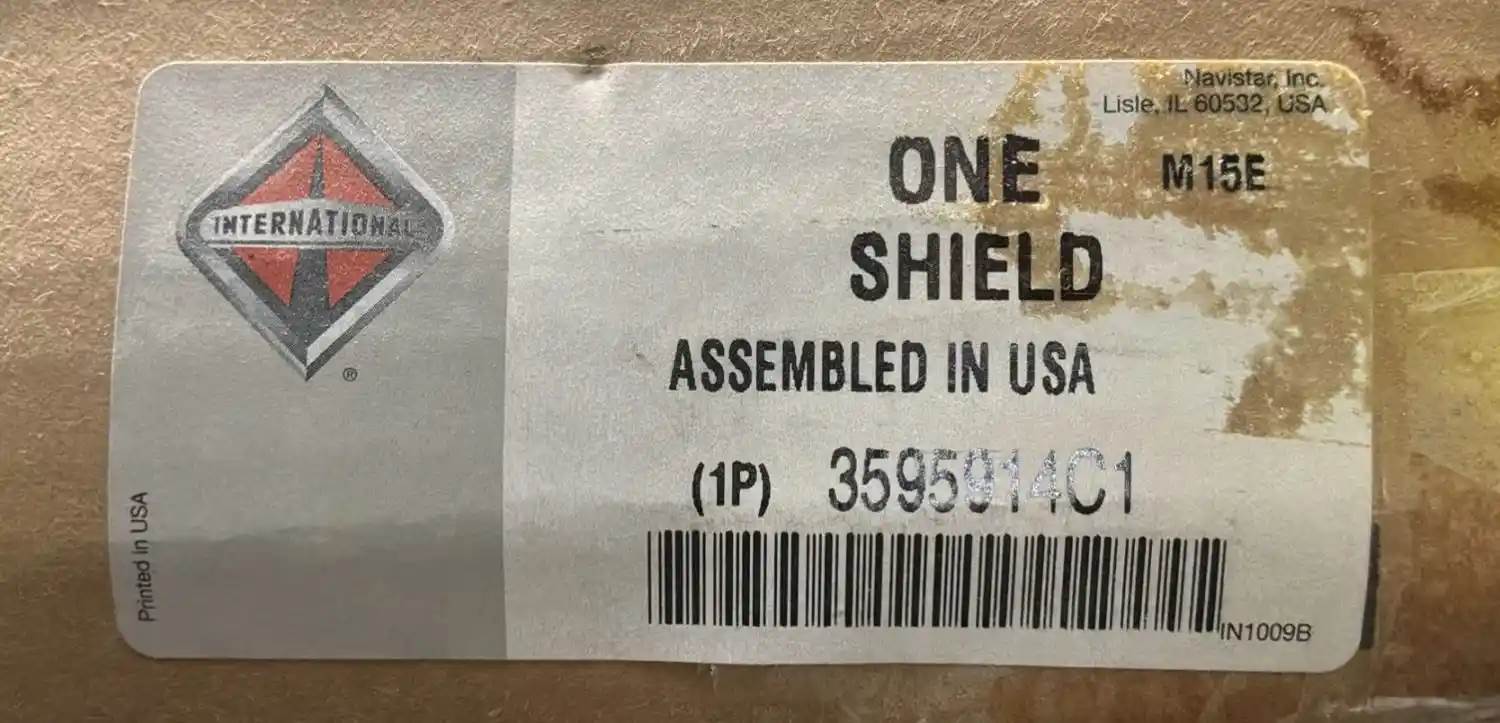 Navistar, Inc.
Lisle, IL 60532, USA
INTERNATIONAL
®
ONE M15E
SHIELD
ASSEMBLED IN USA
(1P) 3595914C1
Printed in USA
IN1009B